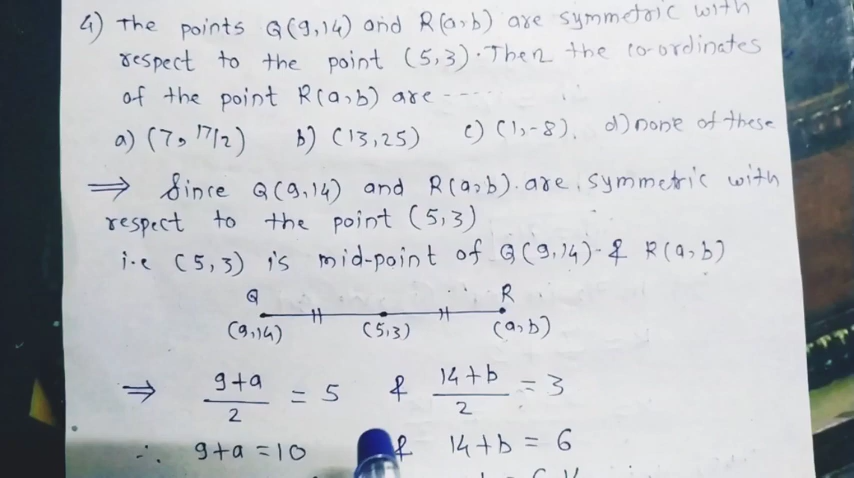 4) The points Q(9,14) and R(a,b) are symmetric with
respect to the point (5,3). Then the co-ordinates
of the point R(a,b) are ----
a) (7, 17/2) b) (13,25) c) (1,-8). d) none of these
⇒ Since Q(9,14) and R(a,b) are symmetric with
respect to the point (5,3)
i.e (5,3) is mid-point of Q(9,14) & R(a,b)
Q R
(9,14) (5,3) (a,b)
⇒ 9+a/2 = 5 & 14+b/2 = 3
∴ 9+a=10 & 14+b = 6